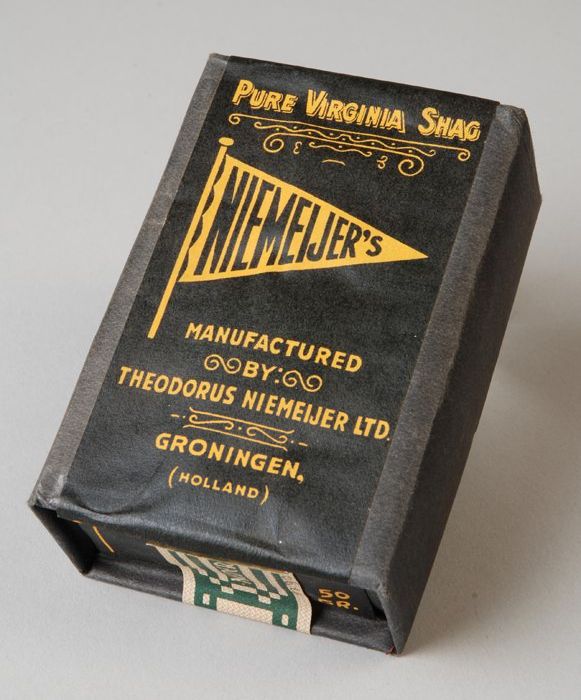 PURE VIRGINIA SHAG
NIEMEIJER'S
MANUFACTURED
BY:
THEODORUS NIEMEIJER LTD.
GRONINGEN,
(HOLLAND)
50
GR.